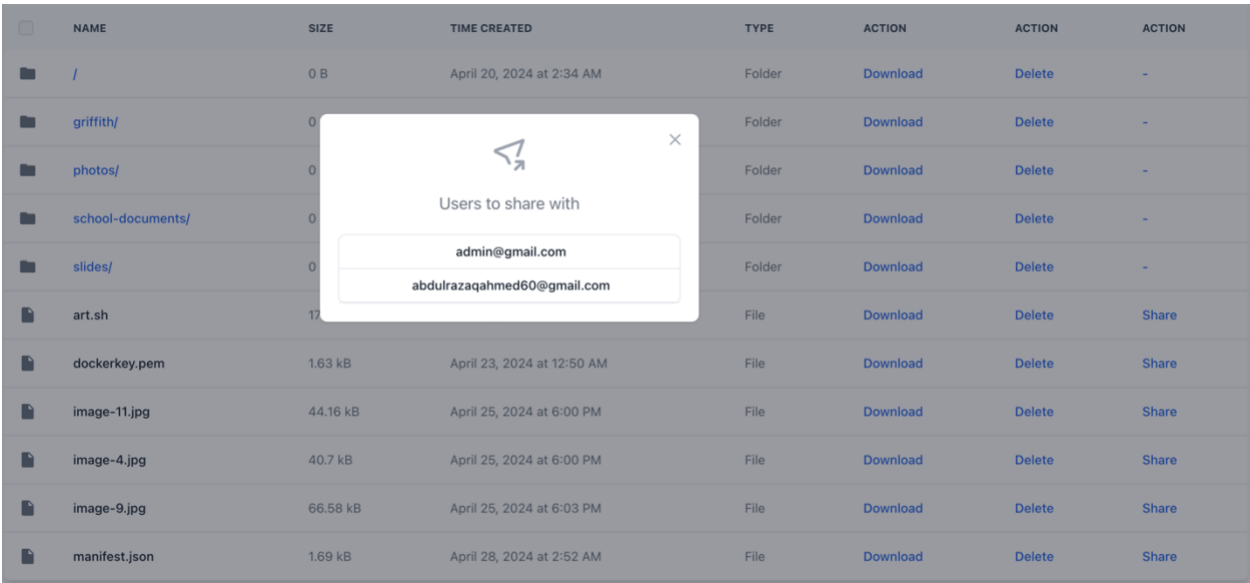 NAME SIZE TIME CREATED TYPE ACTION ACTION ACTION
/ 0 B April 20, 2024 at 2:34 AM Folder Download Delete -
griffith/ 0 Folder Download Delete -
photos/ 0 Folder Download Delete -
school-documents/ 0 Folder Download Delete -
slides/ 0 Folder Download Delete -
art.sh 17 File Download Delete Share
dockerkey.pem 1.63 kB April 23, 2024 at 12:50 AM File Download Delete Share
image-11.jpg 44.16 kB April 25, 2024 at 6:00 PM File Download Delete Share
image-4.jpg 40.7 kB April 25, 2024 at 6:00 PM File Download Delete Share
image-9.jpg 66.58 kB April 25, 2024 at 6:03 PM File Download Delete Share
manifest.json 1.69 kB April 28, 2024 at 2:52 AM File Download Delete Share
Users to share with
admin@gmail.com
abdulrazaqahmed60@gmail.com